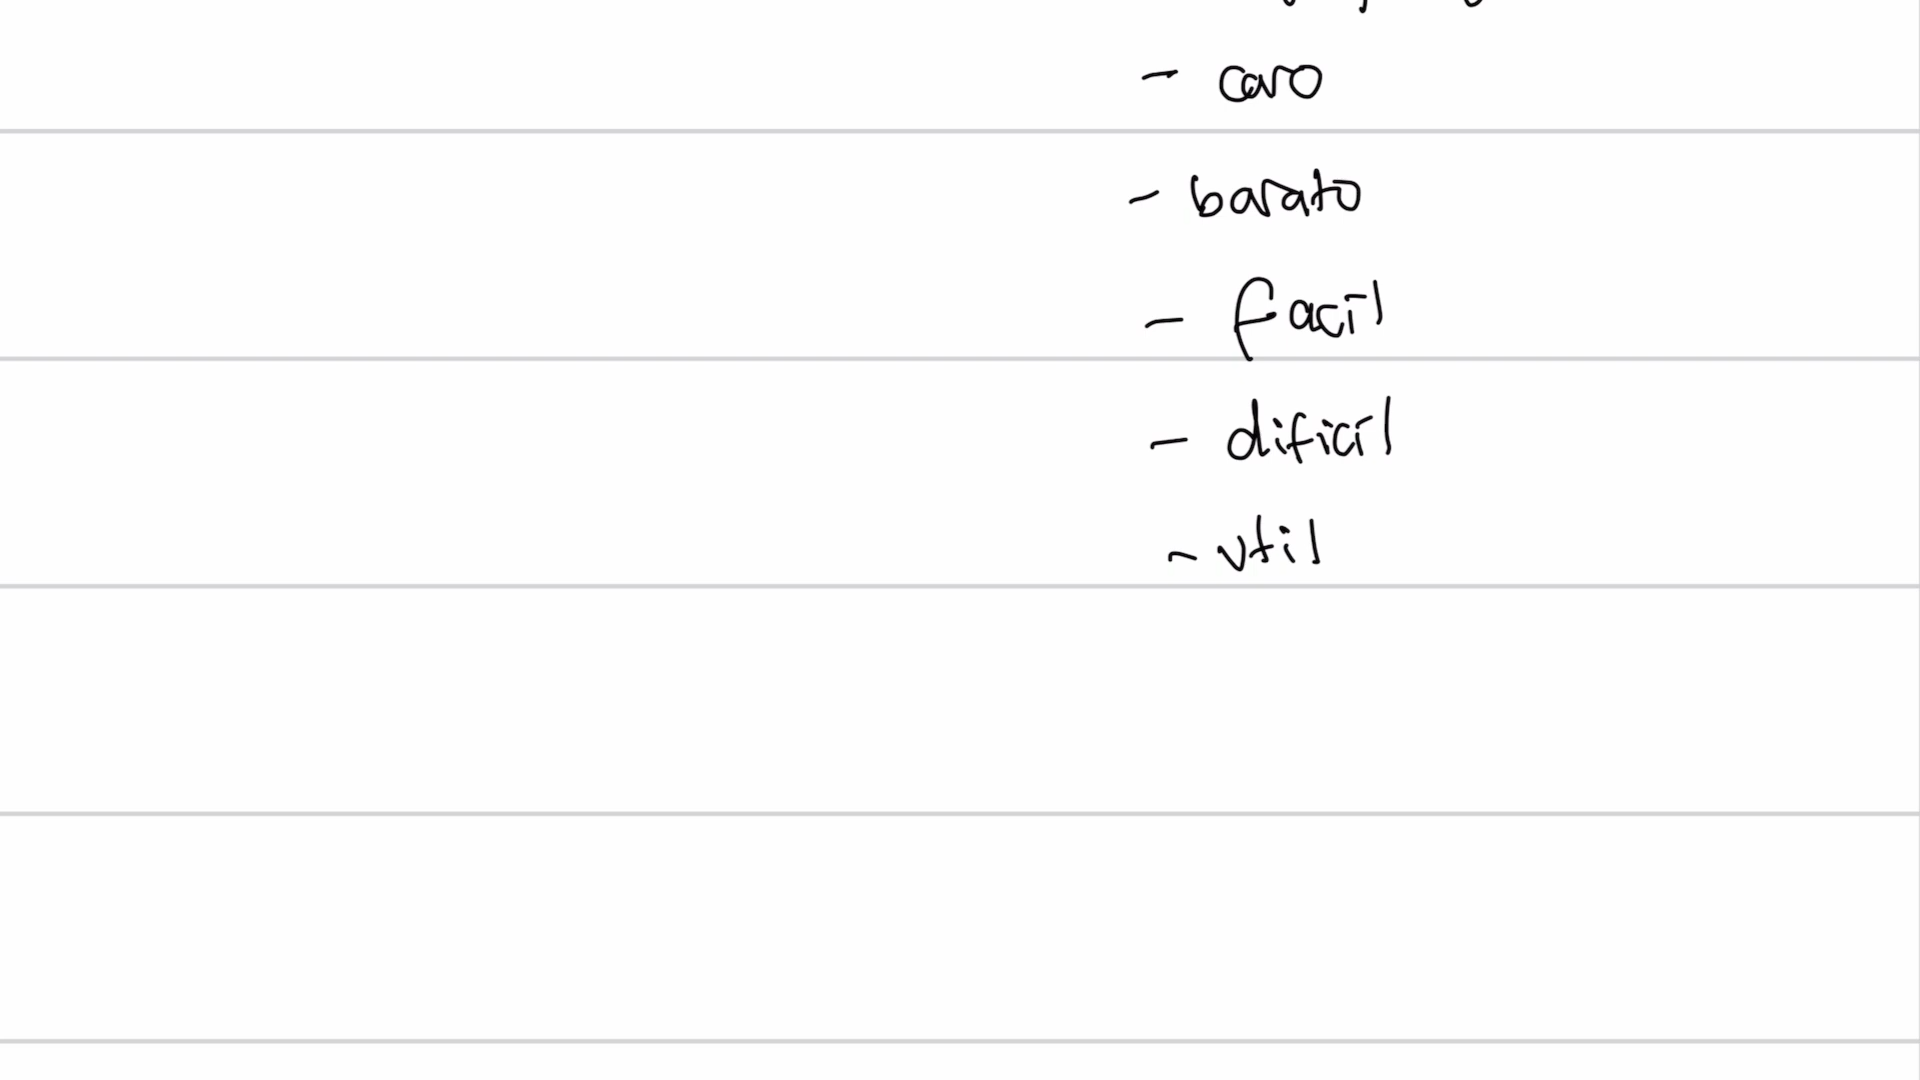 - caro
- barato
- facil
- dificil
- util